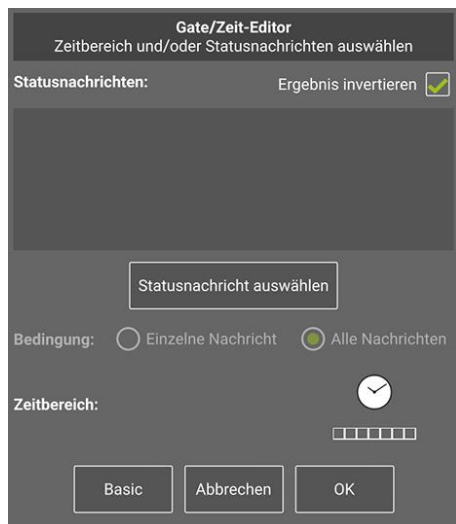 Gate/Zeit-Editor
Zeitbereich und/oder Statusnachrichten auswählen
Statusnachrichten: Ergebnis invertieren
Statusnachricht auswählen
Bedingung: Einzelne Nachricht Alle Nachrichten
Zeitbereich:
Basic Abbrechen OK